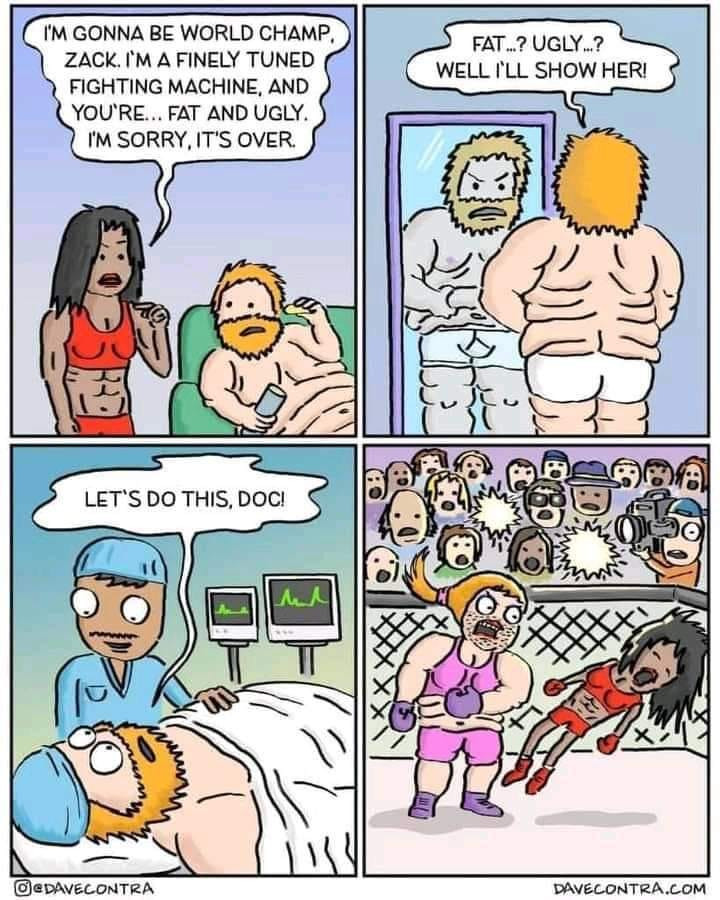 I'M GONNA BE WORLD CHAMP,
ZACK. I'M A FINELY TUNED
FIGHTING MACHINE, AND
YOU'RE... FAT AND UGLY.
I'M SORRY, IT'S OVER.
FAT...? UGLY...?
WELL I'LL SHOW HER!
LET'S DO THIS, DOC!
@DAVECONTRA
DAVECONTRA.COM